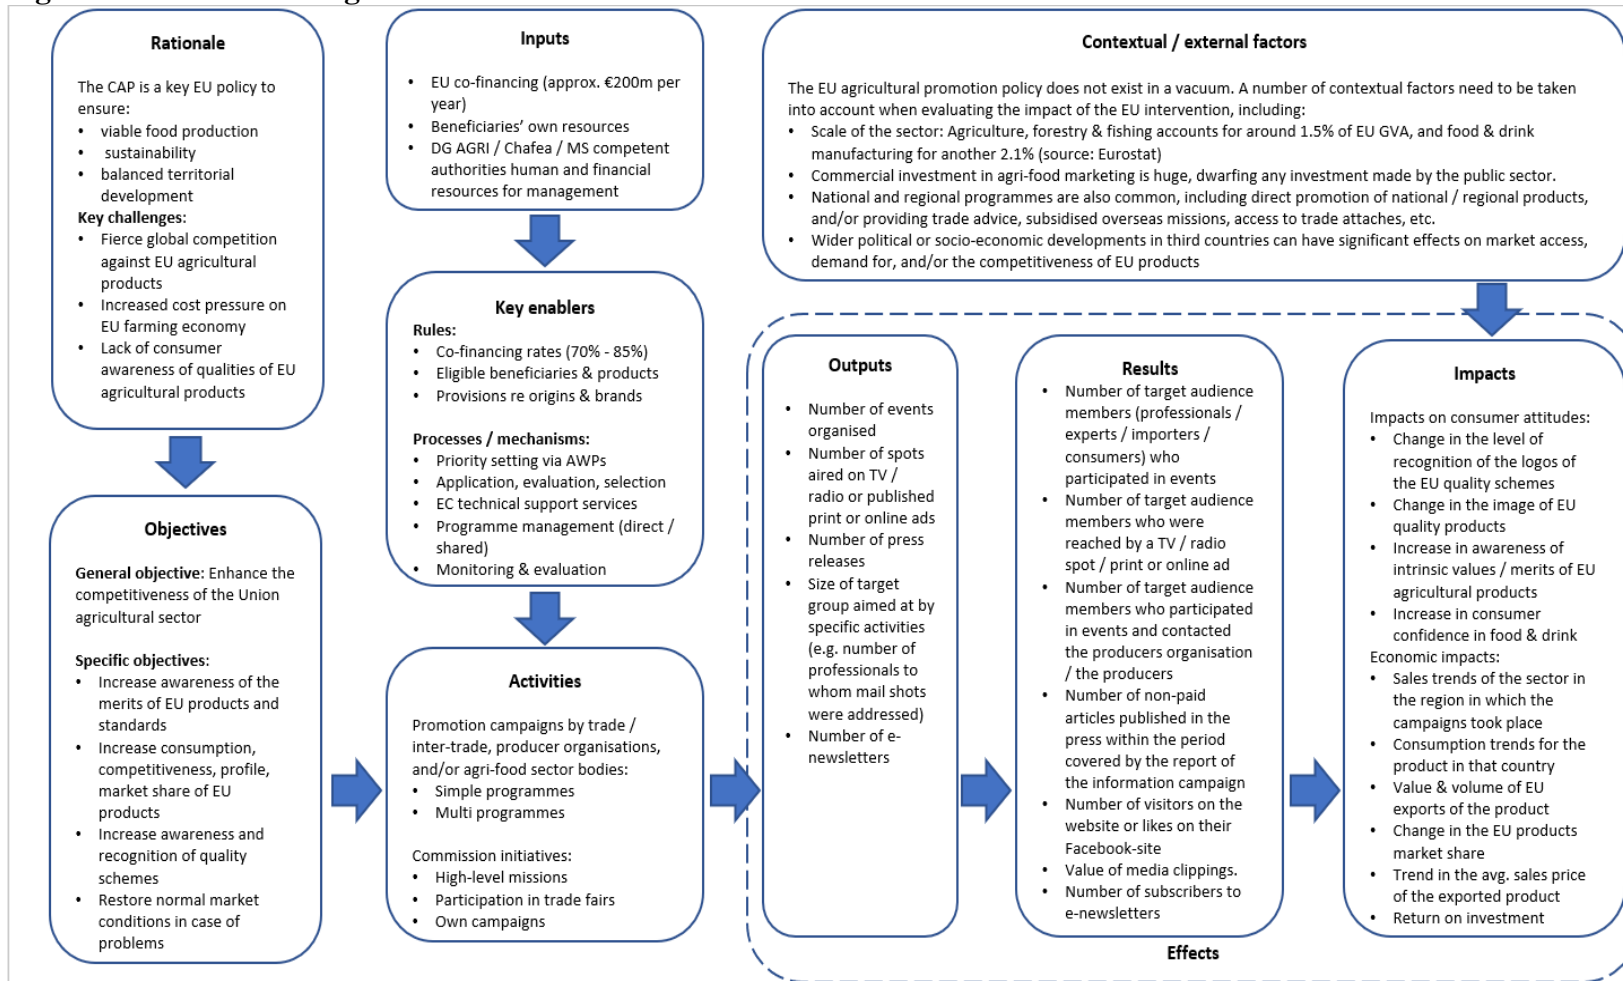 Rationale
The CAP is a key EU policy to
ensure:
• viable food production
• sustainability
• balanced territorial
development
Key challenges:
• Fierce global competition
against EU agricultural
products
• Increased cost pressure on
EU farming economy
• Lack of consumer
awareness of qualities of EU
agricultural products
Objectives
General objective: Enhance the
competitiveness of the Union
agricultural sector
Specific objectives:
• Increase awareness of the
merits of EU products and
standards
• Increase consumption,
competitiveness, profile,
market share of EU
products
• Increase awareness and
recognition of quality
schemes
• Restore normal market
conditions in case of
problems
Inputs
• EU co-financing (approx. €200m per
year)
• Beneficiaries' own resources
• DG AGRI / Chafea / MS competent
authorities human and financial
resources for management
Key enablers
Rules:
• Co-financing rates (70% - 85%)
• Eligible beneficiaries & products
• Provisions re origins & brands
Processes / mechanisms:
• Priority setting via AWPs
• Application, evaluation, selection
• EC technical support services
• Programme management (direct /
shared)
• Monitoring & evaluation
Activities
Promotion campaigns by trade /
inter-trade, producer organisations,
and/or agri-food sector bodies:
• Simple programmes
• Multi programmes
Commission initiatives:
• High-level missions
• Participation in trade fairs
• Own campaigns
Contextual / external factors
The EU agricultural promotion policy does not exist in a vacuum. A number of contextual factors need to be taken
into account when evaluating the impact of the EU intervention, including:
• Scale of the sector: Agriculture, forestry & fishing accounts for around 1.5% of EU GVA, and food & drink
manufacturing for another 2.1% (source: Eurostat)
• Commercial investment in agri-food marketing is huge, dwarfing any investment made by the public sector.
• National and regional programmes are also common, including direct promotion of national / regional products,
and/or providing trade advice, subsidised overseas missions, access to trade attaches, etc.
• Wider political or socio-economic developments in third countries can have significant effects on market access,
demand for, and/or the competitiveness of EU products
Outputs
• Number of events
organised
• Number of spots
aired on TV /
radio or published
print or online ads
• Number of press
releases
• Size of target
group aimed at by
specific activities
(e.g. number of
professionals to
whom mail shots
were addressed)
• Number of e-
newsletters
Results
• Number of target audience
members (professionals /
experts / importers /
consumers) who
participated in events
• Number of target audience
members who were
reached by a TV / radio
spot / print or online ad
• Number of target audience
members who participated
in events and contacted
the producers organisation
/ the producers
• Number of non-paid
articles published in the
press within the period
covered by the report of
the information campaign
• Number of visitors on the
website or likes on their
Facebook-site
• Value of media clippings.
• Number of subscribers to
e-newsletters
Impacts
Impacts on consumer attitudes:
• Change in the level of
recognition of the logos of
the EU quality schemes
• Change in the image of EU
quality products
• Increase in awareness of
intrinsic values / merits of EU
agricultural products
• Increase in consumer
confidence in food & drink
Economic impacts:
• Sales trends of the sector in
the region in which the
campaigns took place
• Consumption trends for the
product in that country
• Value & volume of EU
exports of the product
• Change in the EU products
market share
• Trend in the avg. sales price
of the exported product
• Return on investment
Effects